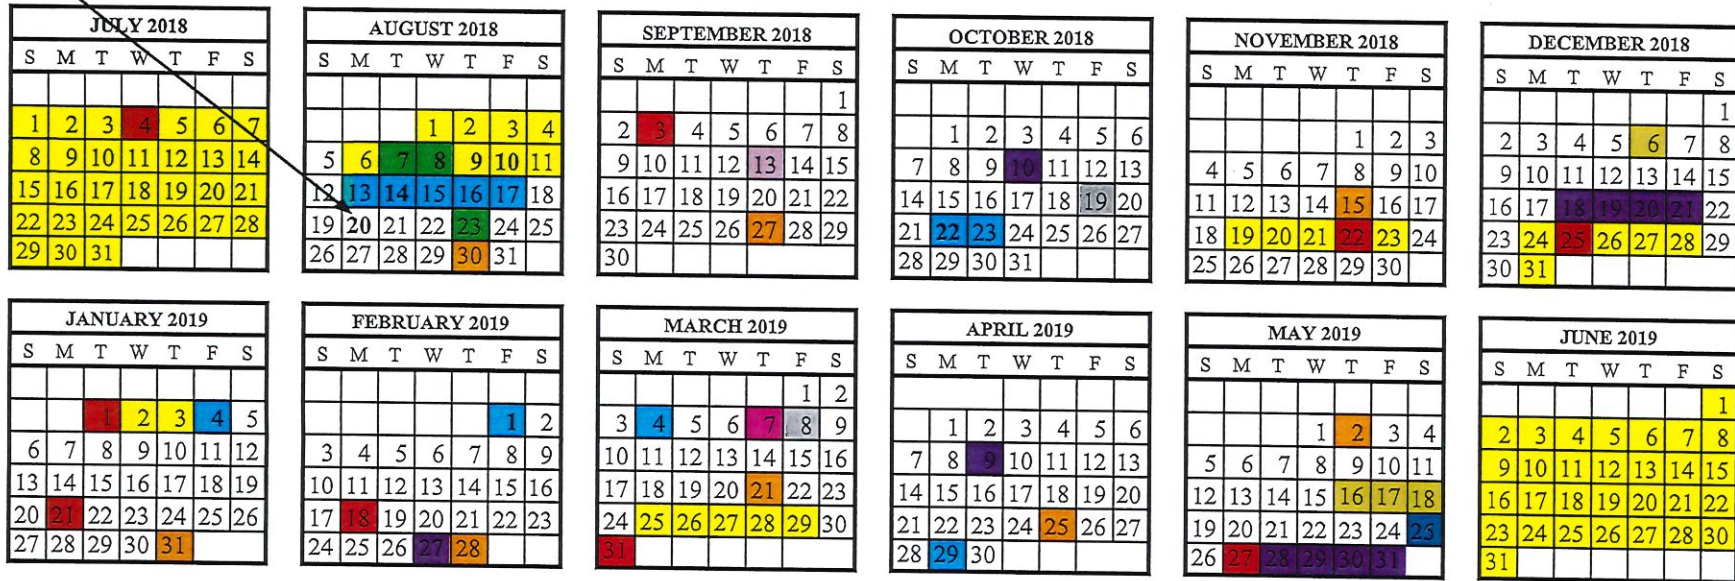 JULY 2018
S M T W T F S
1 2 3 4 5 6 7
8 9 10 11 12 13 14
15 16 17 18 19 20 21
22 23 24 25 26 27 28
29 30 31
AUGUST 2018
S M T W T F S
1 2 3 4
5 6 7 8 9 10 11
12 13 14 15 16 17 18
19 20 21 22 23 24 25
26 27 28 29 30 31
SEPTEMBER 2018
S M T W T F S
1
2 3 4 5 6 7 8
9 10 11 12 13 14 15
16 17 18 19 20 21 22
23 24 25 26 27 28 29
30
OCTOBER 2018
S M T W T F S
1 2 3 4 5 6
7 8 9 10 11 12 13
14 15 16 17 18 19 20
21 22 23 24 25 26 27
28 29 30 31
NOVEMBER 2018
S M T W T F S
1 2 3
4 5 6 7 8 9 10
11 12 13 14 15 16 17
18 19 20 21 22 23 24
25 26 27 28 29 30
DECEMBER 2018
S M T W T F S
1
2 3 4 5 6 7 8
9 10 11 12 13 14 15
16 17 18 19 20 21 22
23 24 25 26 27 28 29
30 31
JANUARY 2019
S M T W T F S
1 2 3 4 5
6 7 8 9 10 11 12
13 14 15 16 17 18 19
20 21 22 23 24 25 26
27 28 29 30 31
FEBRUARY 2019
S M T W T F S
1 2
3 4 5 6 7 8 9
10 11 12 13 14 15 16
17 18 19 20 21 22 23
24 25 26 27 28
MARCH 2019
S M T W T F S
1 2
3 4 5 6 7 8 9
10 11 12 13 14 15 16
17 18 19 20 21 22 23
24 25 26 27 28 29 30
31
APRIL 2019
S M T W T F S
1 2 3 4 5 6
7 8 9 10 11 12 13
14 15 16 17 18 19 20
21 22 23 24 25 26 27
28 29 30
MAY 2019
S M T W T F S
1 2 3 4
5 6 7 8 9 10 11
12 13 14 15 16 17 18
19 20 21 22 23 24 25
26 27 28 29 30 31
JUNE 2019
S M T W T F S
1
2 3 4 5 6 7 8
9 10 11 12 13 14 15
16 17 18 19 20 21 22
23 24 25 26 27 28 30
31